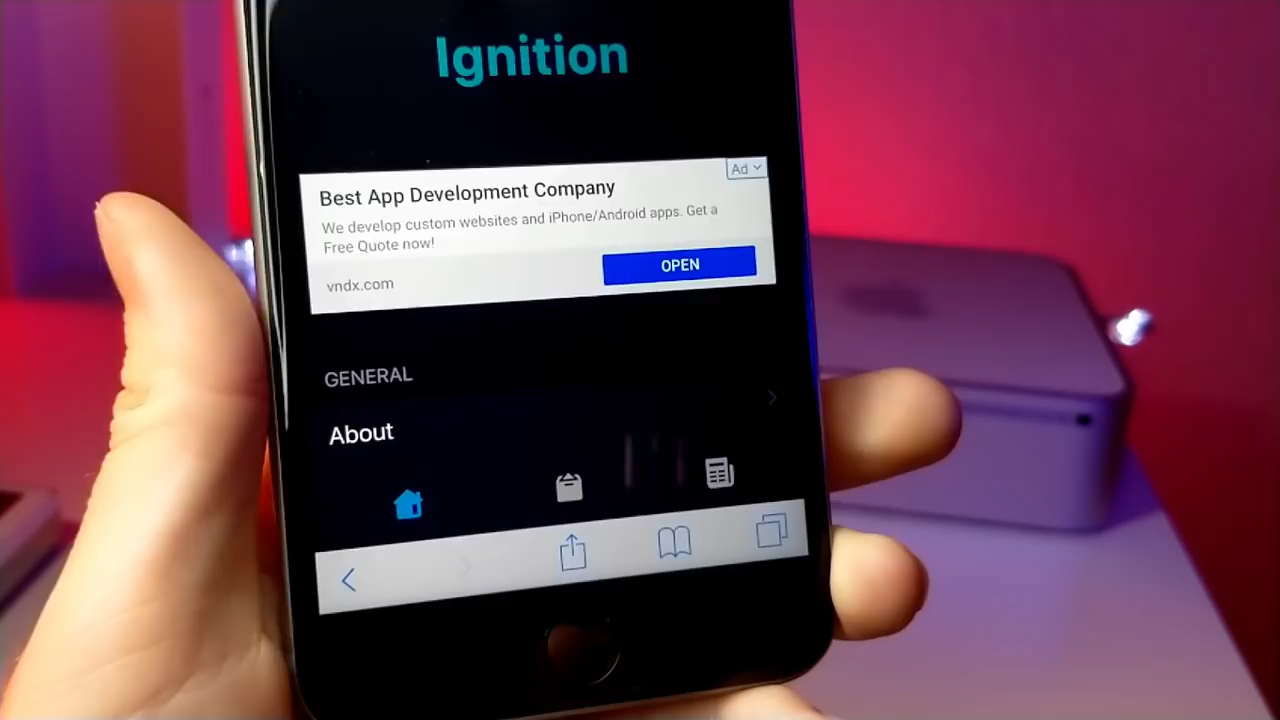 Ignition
Ad
Best App Development Company
We develop custom websites and iPhone/Android apps. Get a
Free Quote now!
vndx.com
OPEN
GENERAL
About